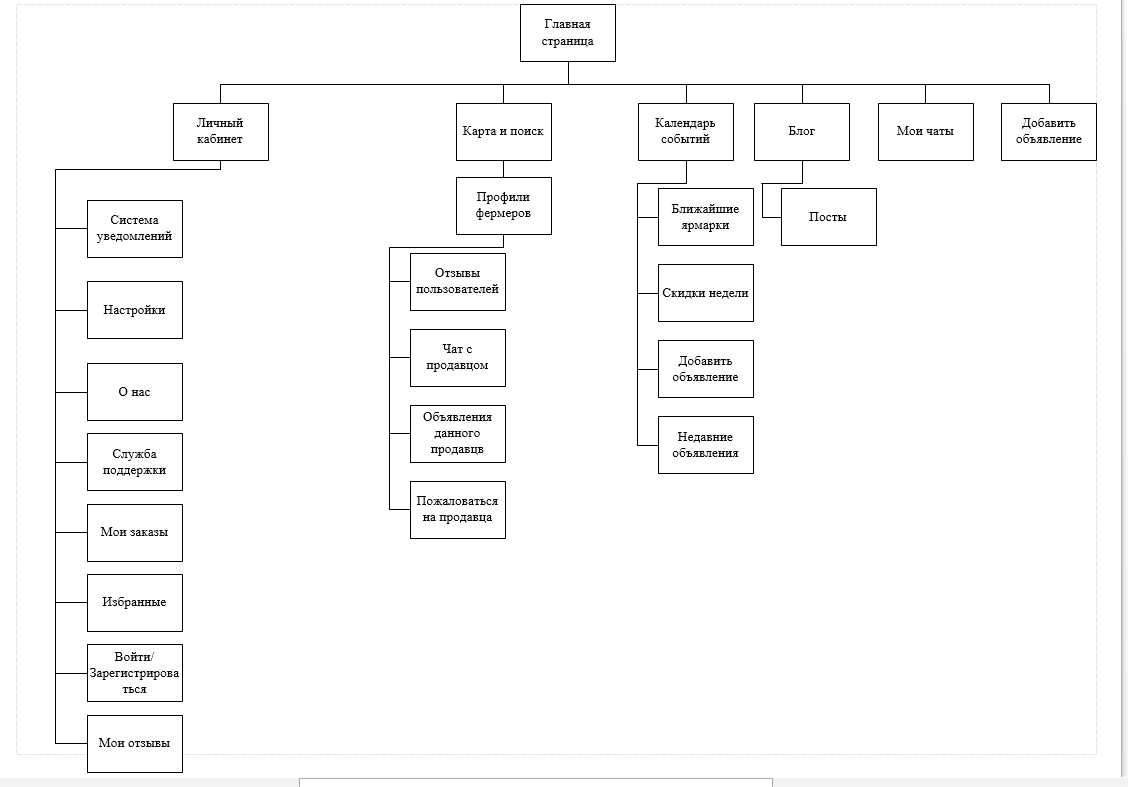 Главная
страница
Личный
кабинет
Карта и поиск
Календарь
событий
Блог
Мои чаты
Добавить
объявление
Система
уведомлений
Настройки
О нас
Служба
поддержки
Мои заказы
Избранные
Войти/
Зарегистрирова
ться
Мои отзывы
Профили
фермеров
Отзывы
пользователей
Чат с
продавцом
Объявления
данного
продавцв
Пожаловаться
на продавца
Ближайшие
ярмарки
Скидки недели
Добавить
объявление
Недавние
объявления
Посты